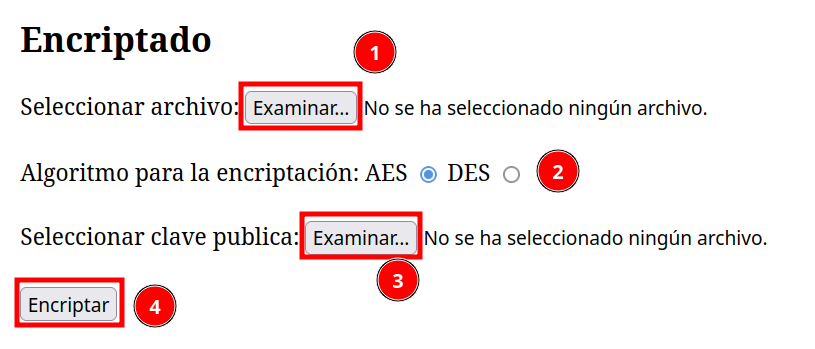 Encriptado
1
Seleccionar archivo: Examinar... No se ha seleccionado ningún archivo.
Algoritmo para la encriptación: AES DES 2
Seleccionar clave publica: Examinar... No se ha seleccionado ningún archivo.
3
Encriptar 4